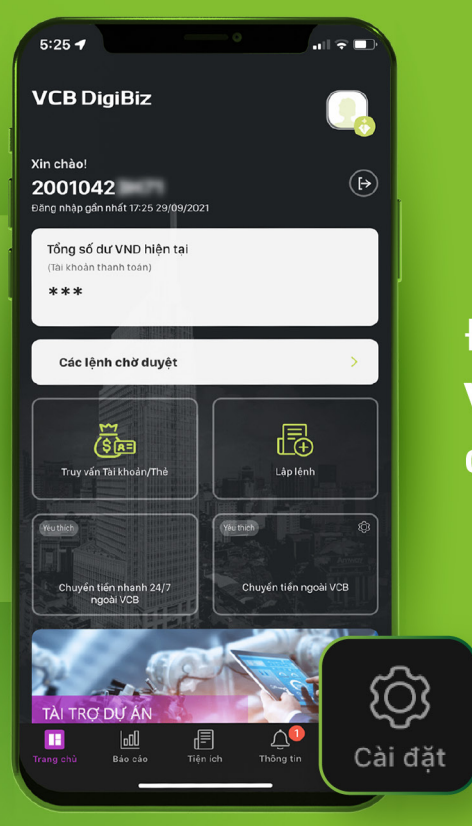 5:25
VCB DigiBiz
Xin chào!
2001042
Đăng nhập gần nhất 17:25 29/09/2021
Tổng số dư VND hiện tại
(Tài khoản thanh toán)
***
Các lệnh chờ duyệt
Truy vấn Tài khoản/Thẻ
Lập lệnh
Yêu thích
Yêu thích
Chuyển tiền nhanh 24/7
ngoài VCB
Chuyển tiền ngoài VCB
TÀI TRỢ DỰ ÁN
1
Trang chủ
Báo cáo
Tiện ích
Thông tin
Cài đặt